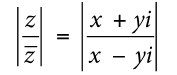 |z / z̅| = |x + yi / x − yi|